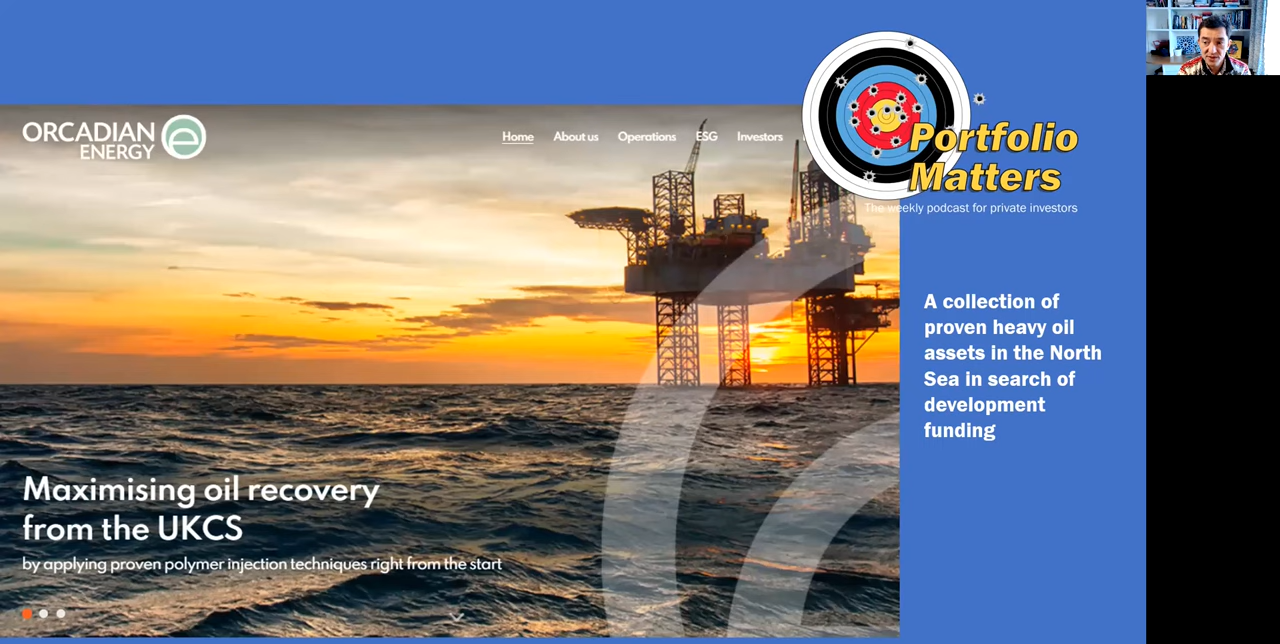 ORCADIAN
ENERGY
Home About us Operations ESG Investors
Portfolio
Matters
The weekly podcast for private investors
A collection of
proven heavy oil
assets in the North
Sea in search of
development
funding
Maximising oil recovery
from the UKCS
by applying proven polymer injection techniques right from the start